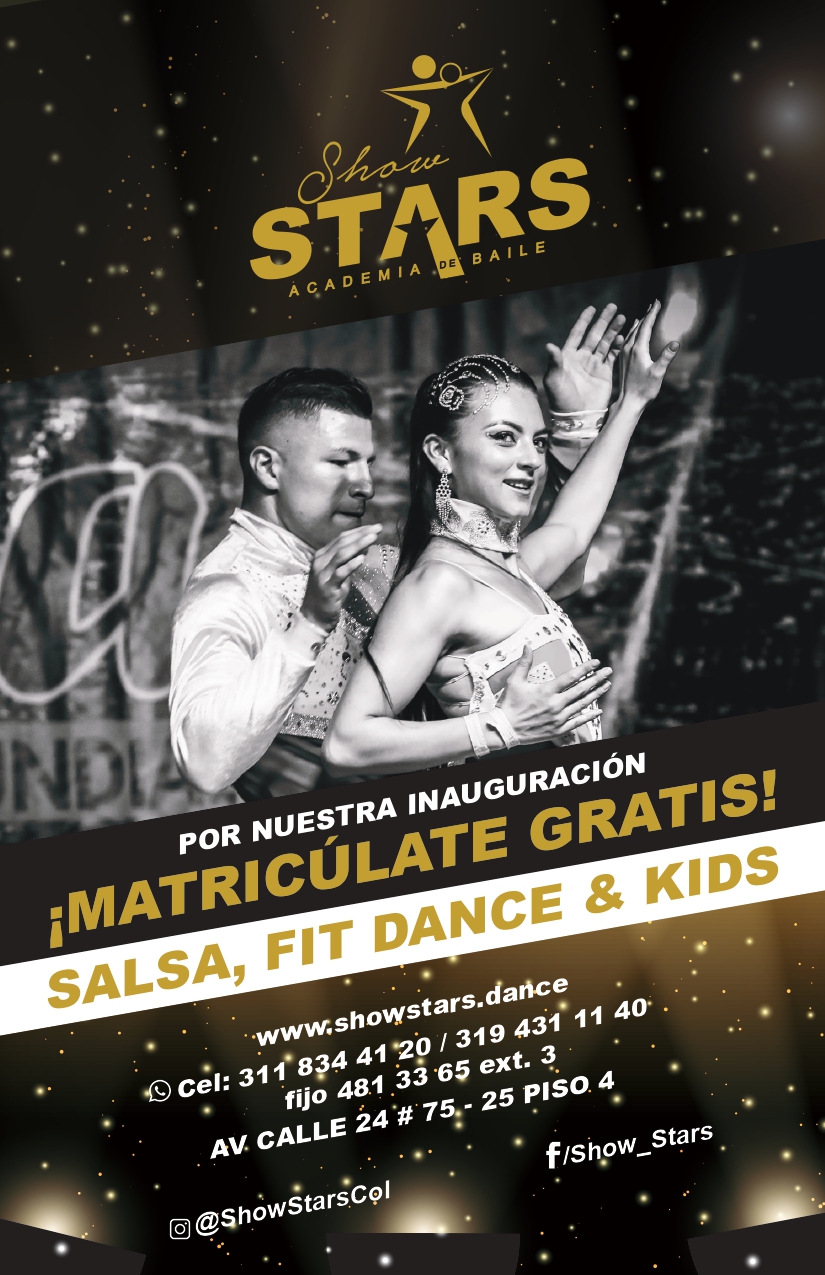 Show
STARS
ACADEMIA DE BAILE
a
UNDIA
POR NUESTRA INAUGURACIÓN
¡MATRICÚLATE GRATIS!
SALSA, FIT DANCE & KIDS
www.showstars.dance
Cel: 311 834 41 20 / 319 431 11 40
fijo 481 33 65 ext. 3
AV CALLE 24 # 75 - 25 PISO 4
f/Show_Stars
@ShowStarsCol